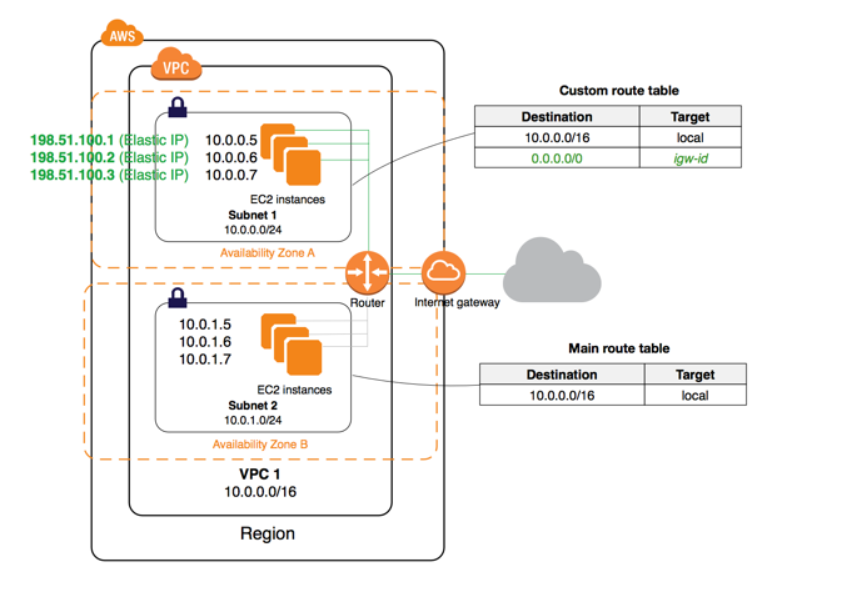 AWS
VPC
198.51.100.1 (Elastic IP)
198.51.100.2 (Elastic IP)
198.51.100.3 (Elastic IP)
10.0.0.5
10.0.0.6
10.0.0.7
EC2 instances
Subnet 1
10.0.0.0/24
Availability Zone A
Custom route table
Destination Target
10.0.0.0/16 local
0.0.0.0/0 igw-id
Router
Internet gateway
10.0.1.5
10.0.1.6
10.0.1.7
EC2 instances
Subnet 2
10.0.1.0/24
Availability Zone B
Main route table
Destination Target
10.0.0.0/16 local
VPC 1
10.0.0.0/16
Region